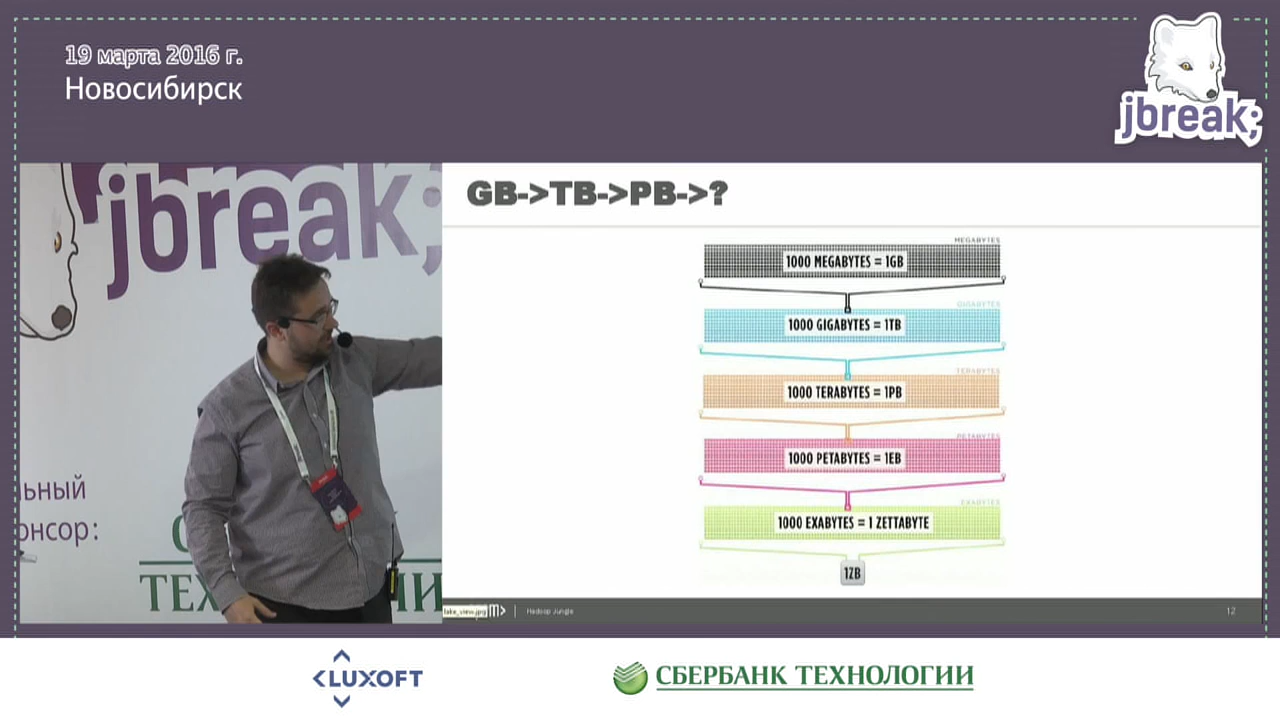 19 марта 2016 г.
Новосибирск
jbreak;
jbreak;
ьный
онсор:
GB->TB->PB->?
MEGABYTES
1000 MEGABYTES = 1GB
GIGABYTES
1000 GIGABYTES = 1TB
TERABYTES
1000 TERABYTES = 1PB
PETABYTES
1000 PETABYTES = 1EB
EXABYTES
1000 EXABYTES = 1 ZETTABYTE
1ZB
Hadoop Jungle
12
<LUXOFT
СБЕРБАНК ТЕХНОЛОГИИ